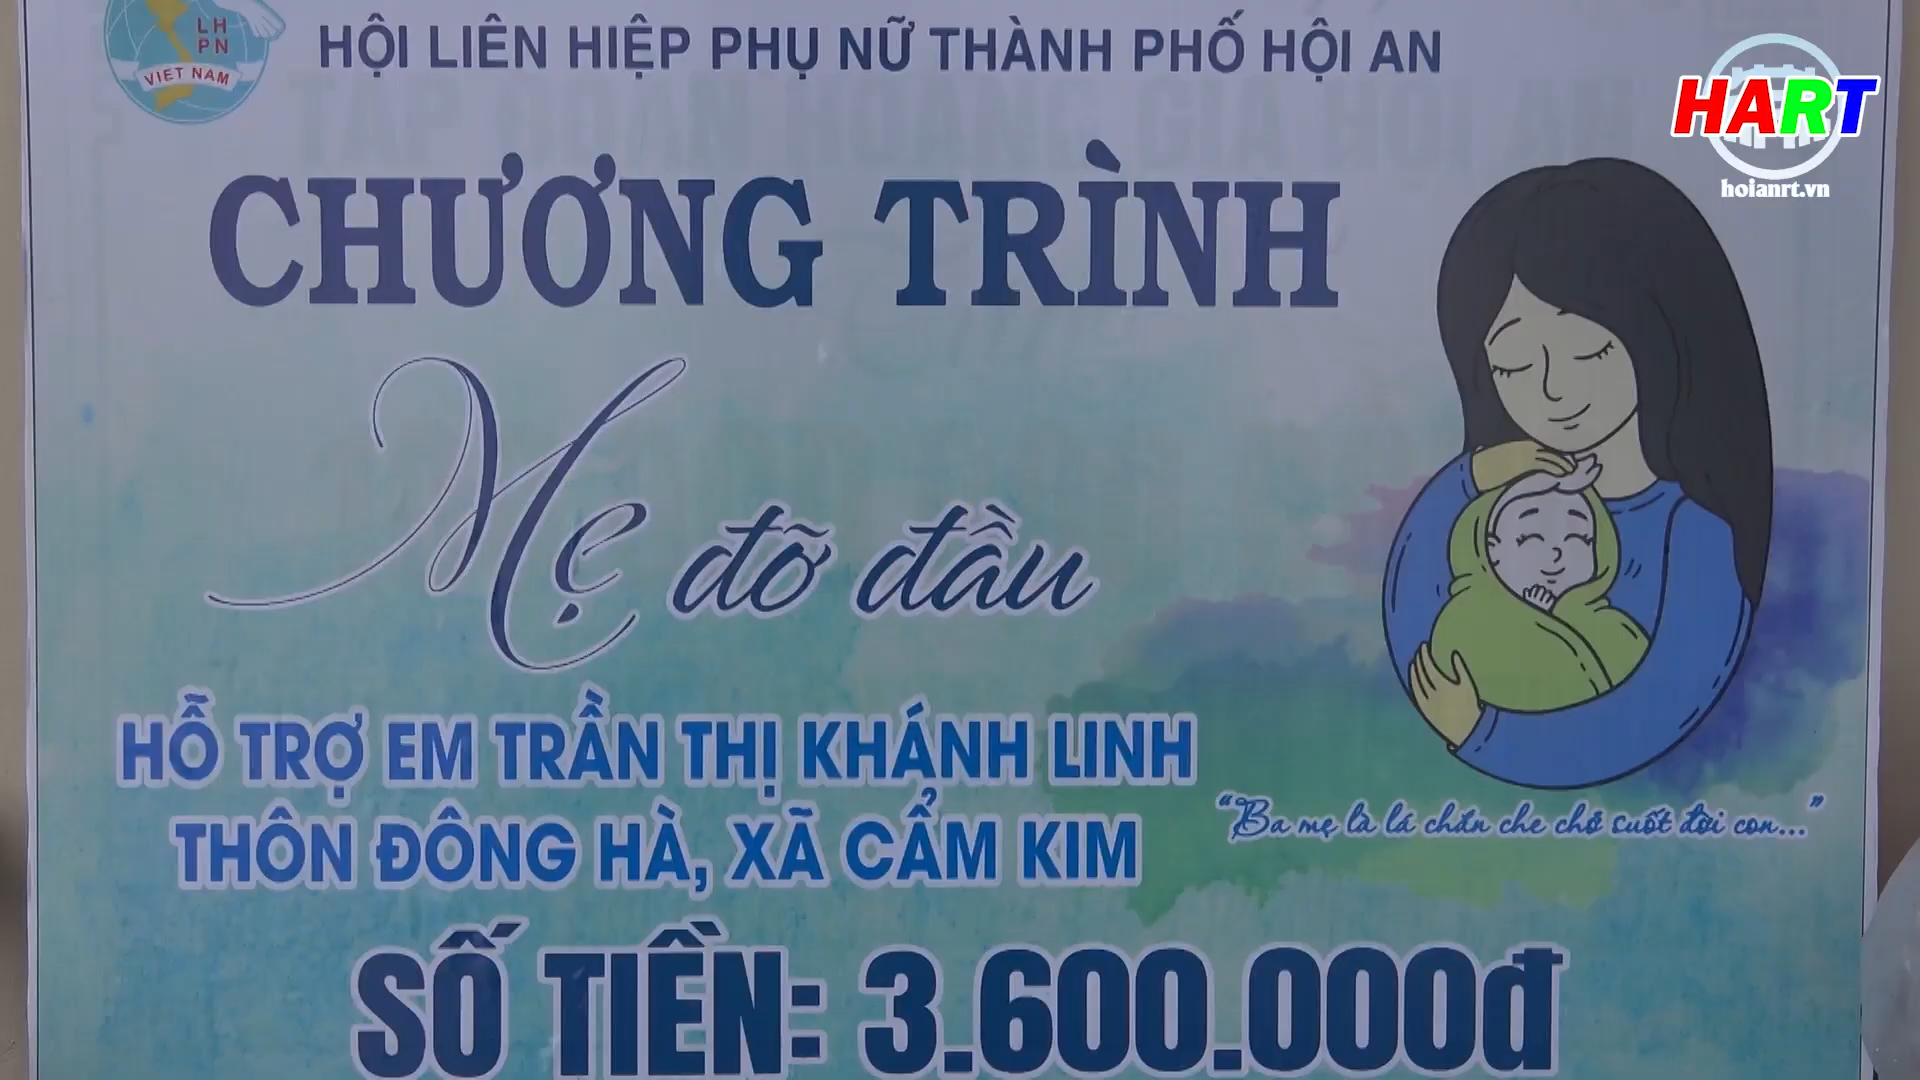 LH
PN
VIET NAM
HỘI LIÊN HIỆP PHỤ NỮ THÀNH PHỐ HỘI AN
HART
hoianrt.vn
CHƯƠNG TRÌNH
Mẹ đỡ đầu
HỖ TRỢ EM TRẦN THỊ KHÁNH LINH
THÔN ĐÔNG HÀ, XÃ CẨM KIM
"Ba mẹ là lá chắn che chở suốt đời con..."
SỐ TIỀN: 3.600.000đ